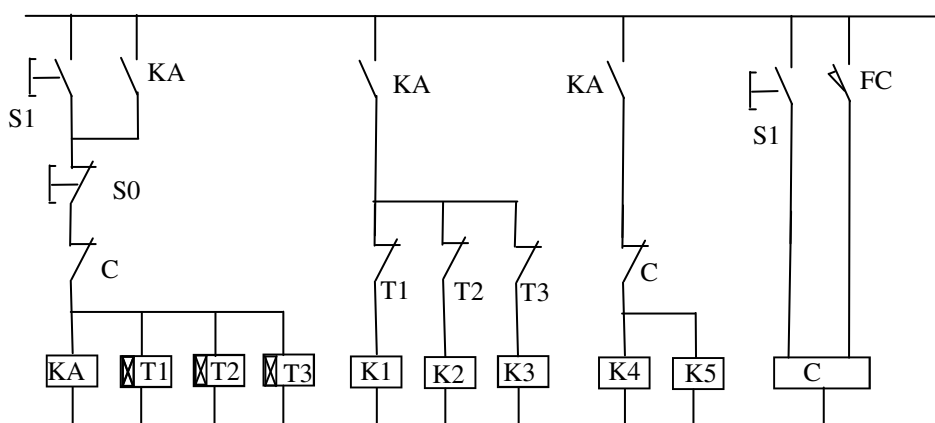 KA KA KA FC
S1 S1
S0
C T1 T2 T3 C
KA T1 T2 T3 K1 K2 K3 K4 K5 C